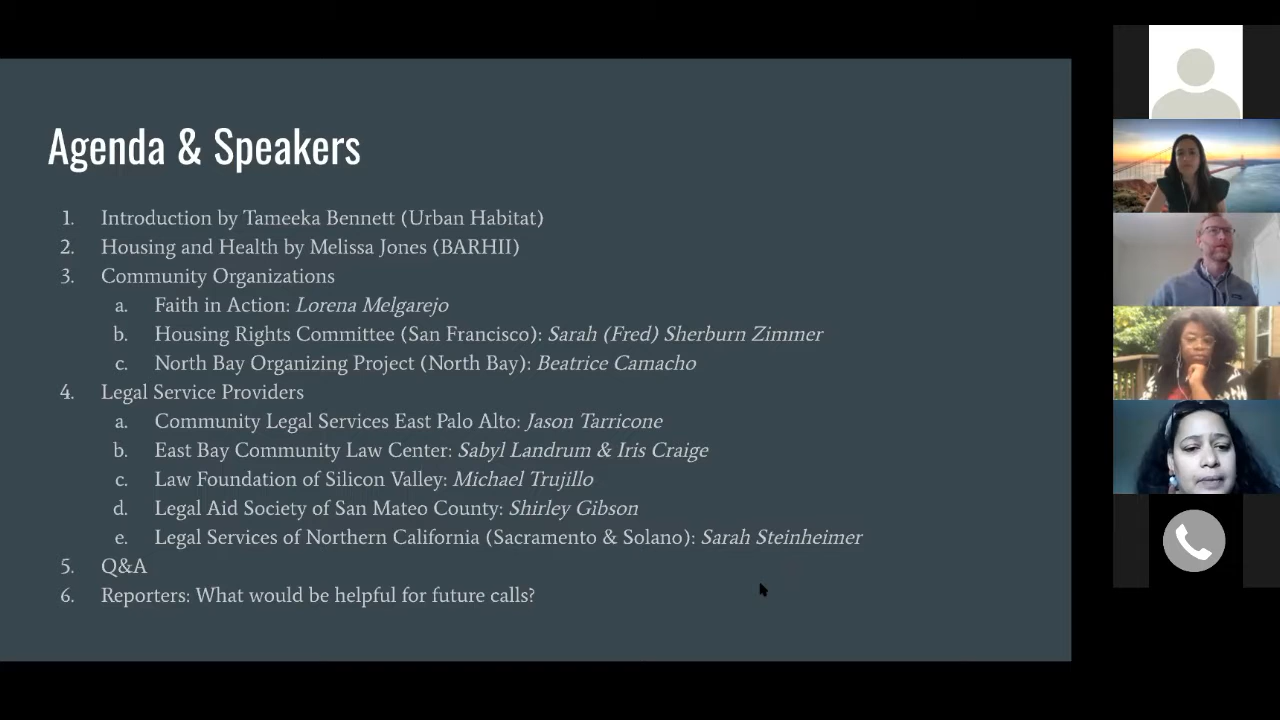 Agenda & Speakers
1. Introduction by Tameeka Bennett (Urban Habitat)
2. Housing and Health by Melissa Jones (BARHII)
3. Community Organizations
a. Faith in Action: Lorena Melgarejo
b. Housing Rights Committee (San Francisco): Sarah (Fred) Sherburn Zimmer
c. North Bay Organizing Project (North Bay): Beatrice Camacho
4. Legal Service Providers
a. Community Legal Services East Palo Alto: Jason Tarricone
b. East Bay Community Law Center: Sabyl Landrum & Iris Craige
c. Law Foundation of Silicon Valley: Michael Trujillo
d. Legal Aid Society of San Mateo County: Shirley Gibson
e. Legal Services of Northern California (Sacramento & Solano): Sarah Steinheimer
5. Q&A
6. Reporters: What would be helpful for future calls?